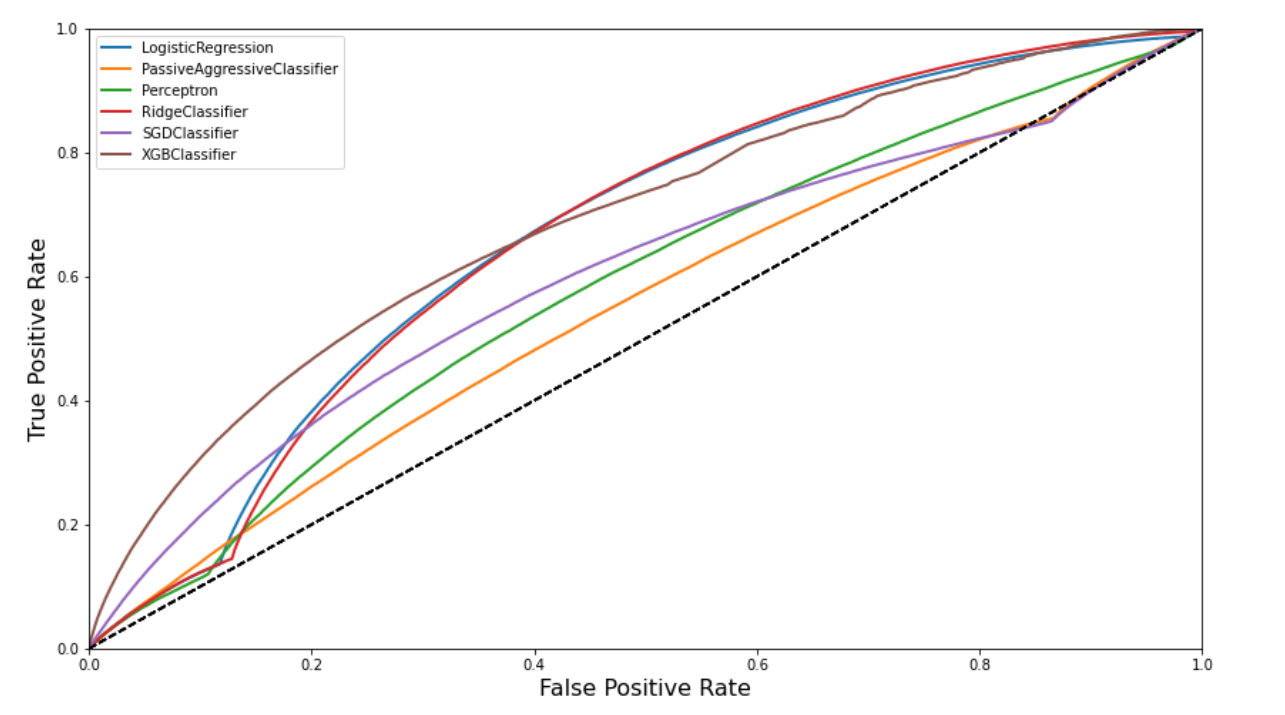 1.0
LogisticRegression
PassiveAggressiveClassifier
Perceptron
RidgeClassifier
SGDClassifier
XGBClassifier
0.8
0.6
0.4
0.2
0.0
True Positive Rate
0.0 0.2 0.4 0.6 0.8 1.0
False Positive Rate